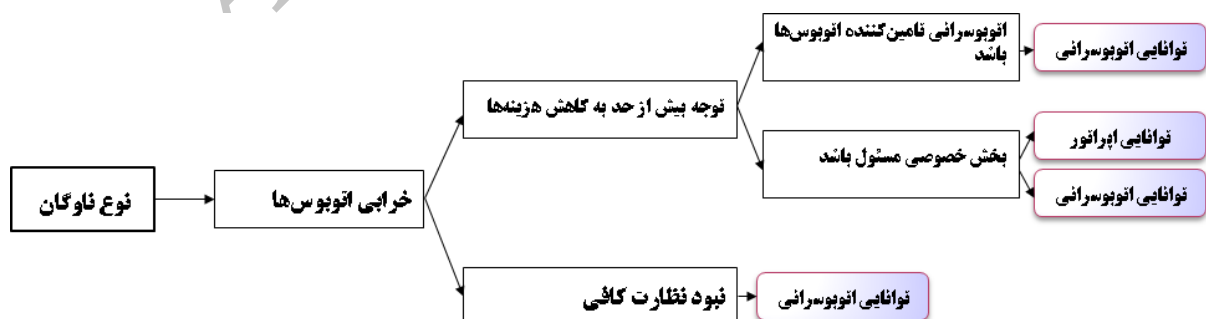 اتوبوسرانی تامین‌کننده اتوبوس‌ها
باشد
توانایی اتوبوسرانی
توجه بیش از حد به کاهش هزینه‌ها
توانایی اپراتور
بخش خصوصی مسئول باشد
توانایی اتوبوسرانی
نوع ناوگان
خرابی اتوبوس‌ها
نبود نظارت کافی
توانایی اتوبوسرانی